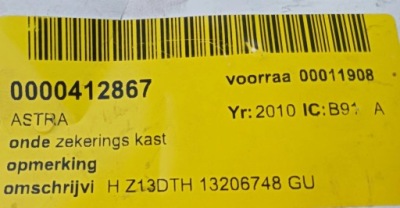 0000412867 voorraa 00011908
ASTRA Yr: 2010 IC: B91 A
onde zekerings kast
opmerking
omschrijvi H Z13DTH 13206748 GU